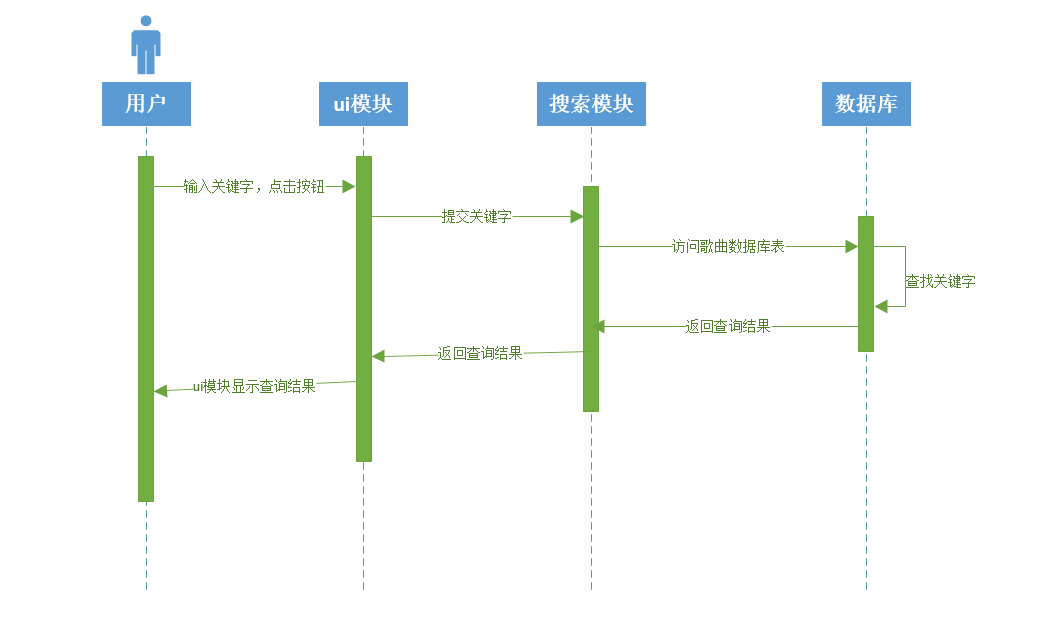 用户
ui模块
搜索模块
数据库
输入关键字，点击按钮
提交关键字
访问歌曲数据库表
查找关键字
返回查询结果
返回查询结果
ui模块显示查询结果